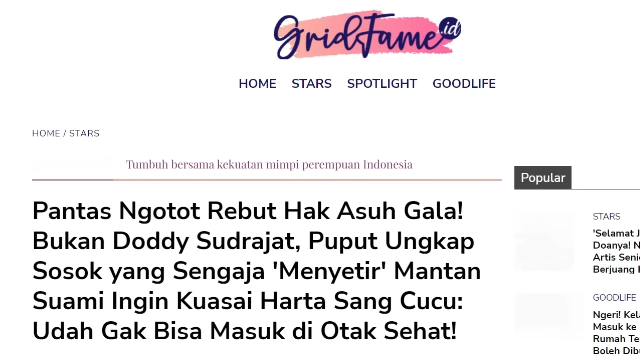 GridFame.id
HOME STARS SPOTLIGHT GOODLIFE
HOME / STARS
Tumbuh bersama kekuatan mimpi perempuan Indonesia
Pantas Ngotot Rebut Hak Asuh Gala!
Bukan Doddy Sudrajat, Puput Ungkap
Sosok yang Sengaja 'Menyetir' Mantan
Suami Ingin Kuasai Harta Sang Cucu:
Udah Gak Bisa Masuk di Otak Sehat!
Popular
STARS
'Selamat J
Doanya! N
Artis Seni
Berjuang
GOODLIFE
Ngeri! Kel
Masuk ke
Rumah Te
Boleh Dib